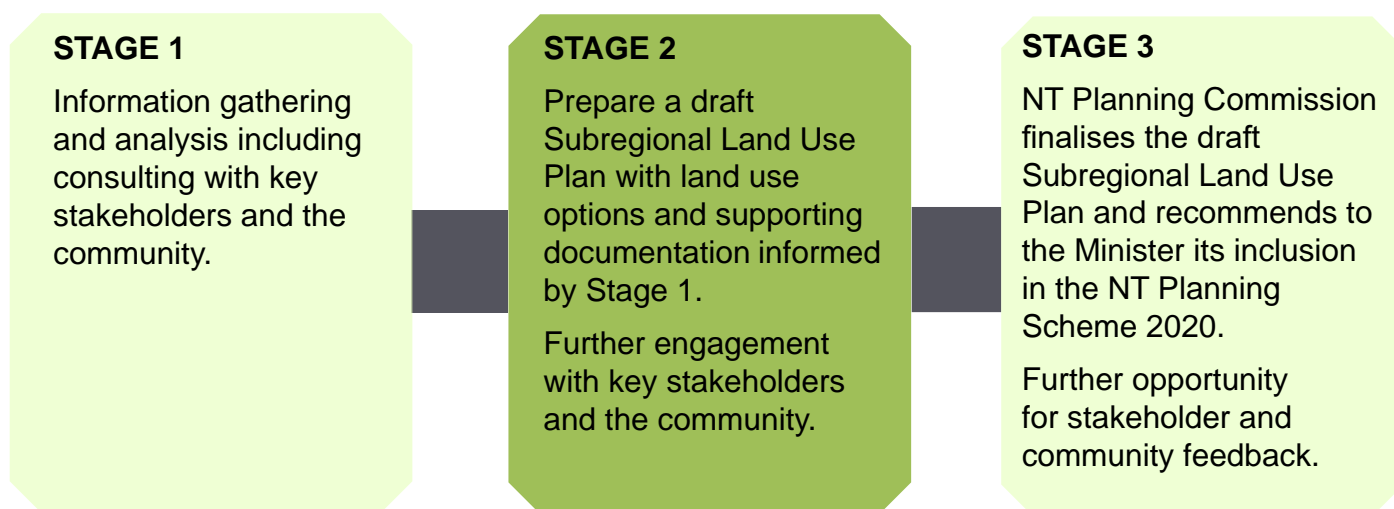 STAGE 1
Information gathering
and analysis including
consulting with key
stakeholders and the
community.
STAGE 2
Prepare a draft
Subregional Land Use
Plan with land use
options and supporting
documentation informed
by Stage 1.
Further engagement
with key stakeholders
and the community.
STAGE 3
NT Planning Commission
finalises the draft
Subregional Land Use
Plan and recommends to
the Minister its inclusion
in the NT Planning
Scheme 2020.
Further opportunity
for stakeholder and
community feedback.